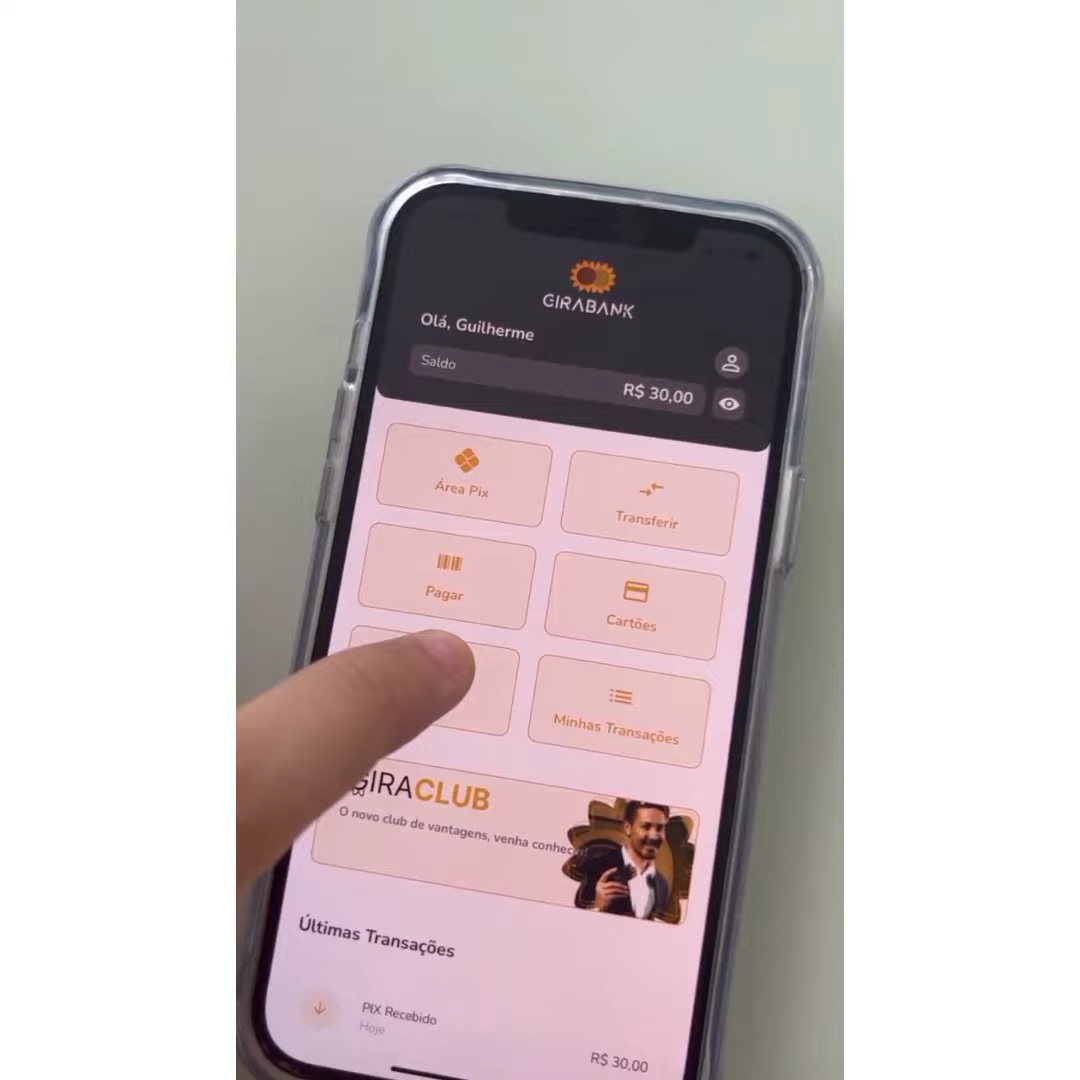 GIRABANK
Olá, Guilherme
Saldo
R$ 30,00
Área Pix
Transferir
Pagar
Cartões
Minhas Transações
GIRACLUB
O novo club de vantagens, venha
Últimas Transações
PIX Recebido
Hoje
R$ 30,00